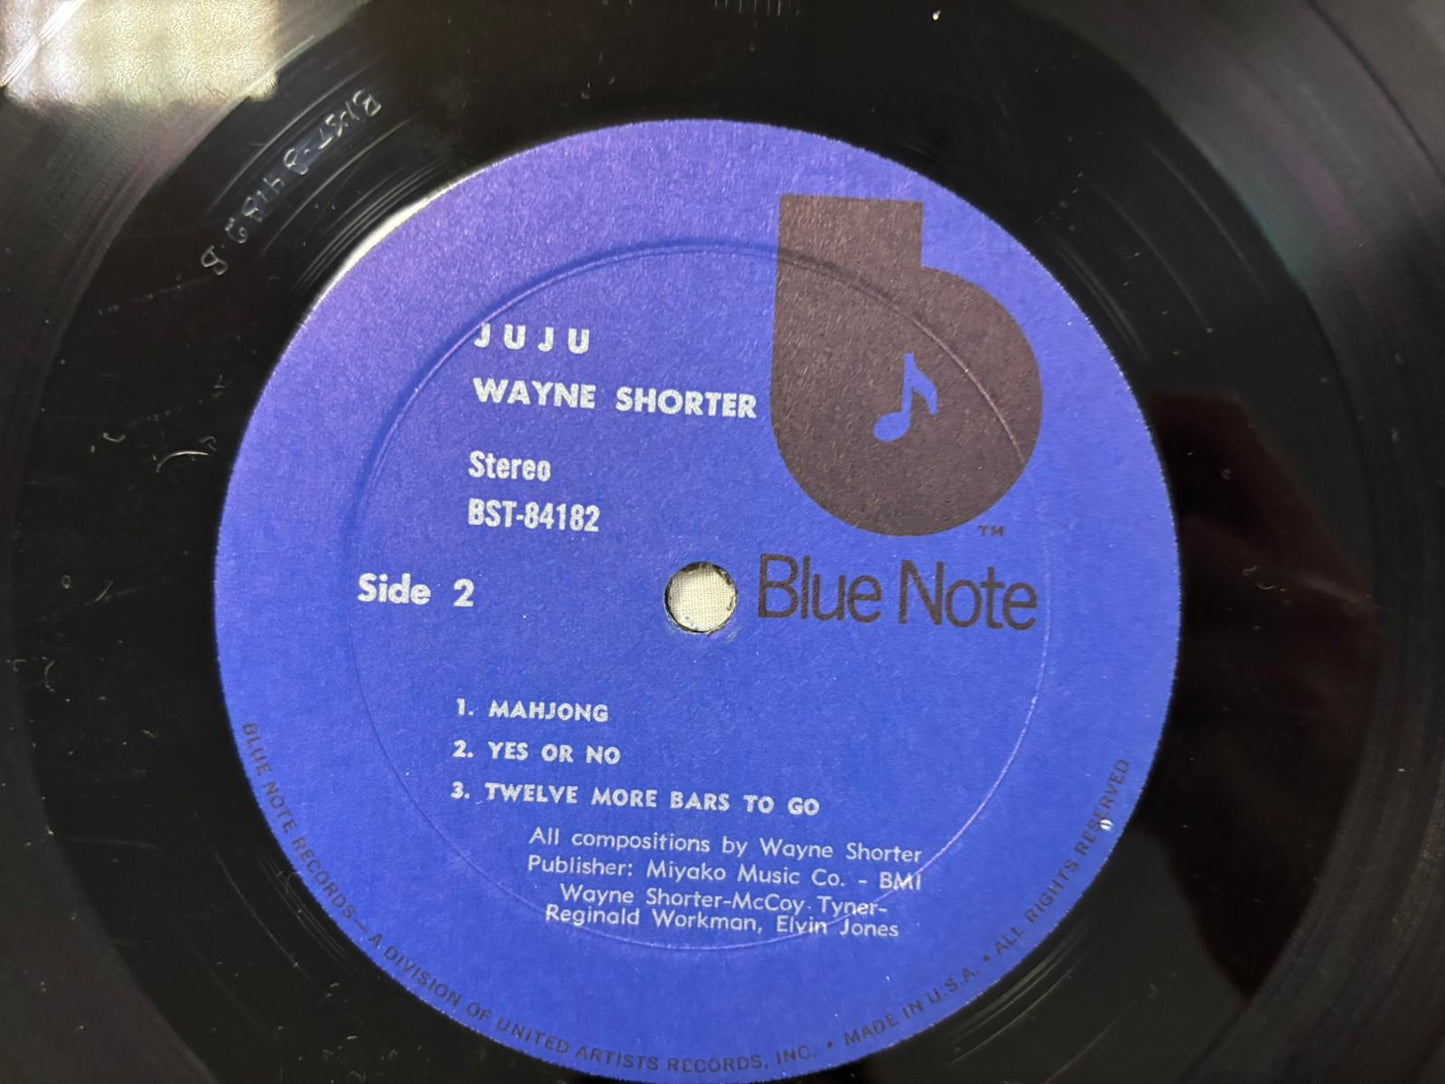 JUJU
WAYNE SHORTER
Stereo
BST-84182
Side 2
TM
Blue Note
1. MAHJONG
2. YES OR NO
3. TWELVE MORE BARS TO GO
All compositions by Wayne Shorter
Publisher: Miyako Music Co. - BMI
Wayne Shorter-McCoy Tyner-
Reginald Workman, Elvin Jones
BLUE NOTE RECORDS—A DIVISION OF UNITED ARTISTS RECORDS, INC. • MADE IN U.S.A. • ALL RIGHTS RESERVED